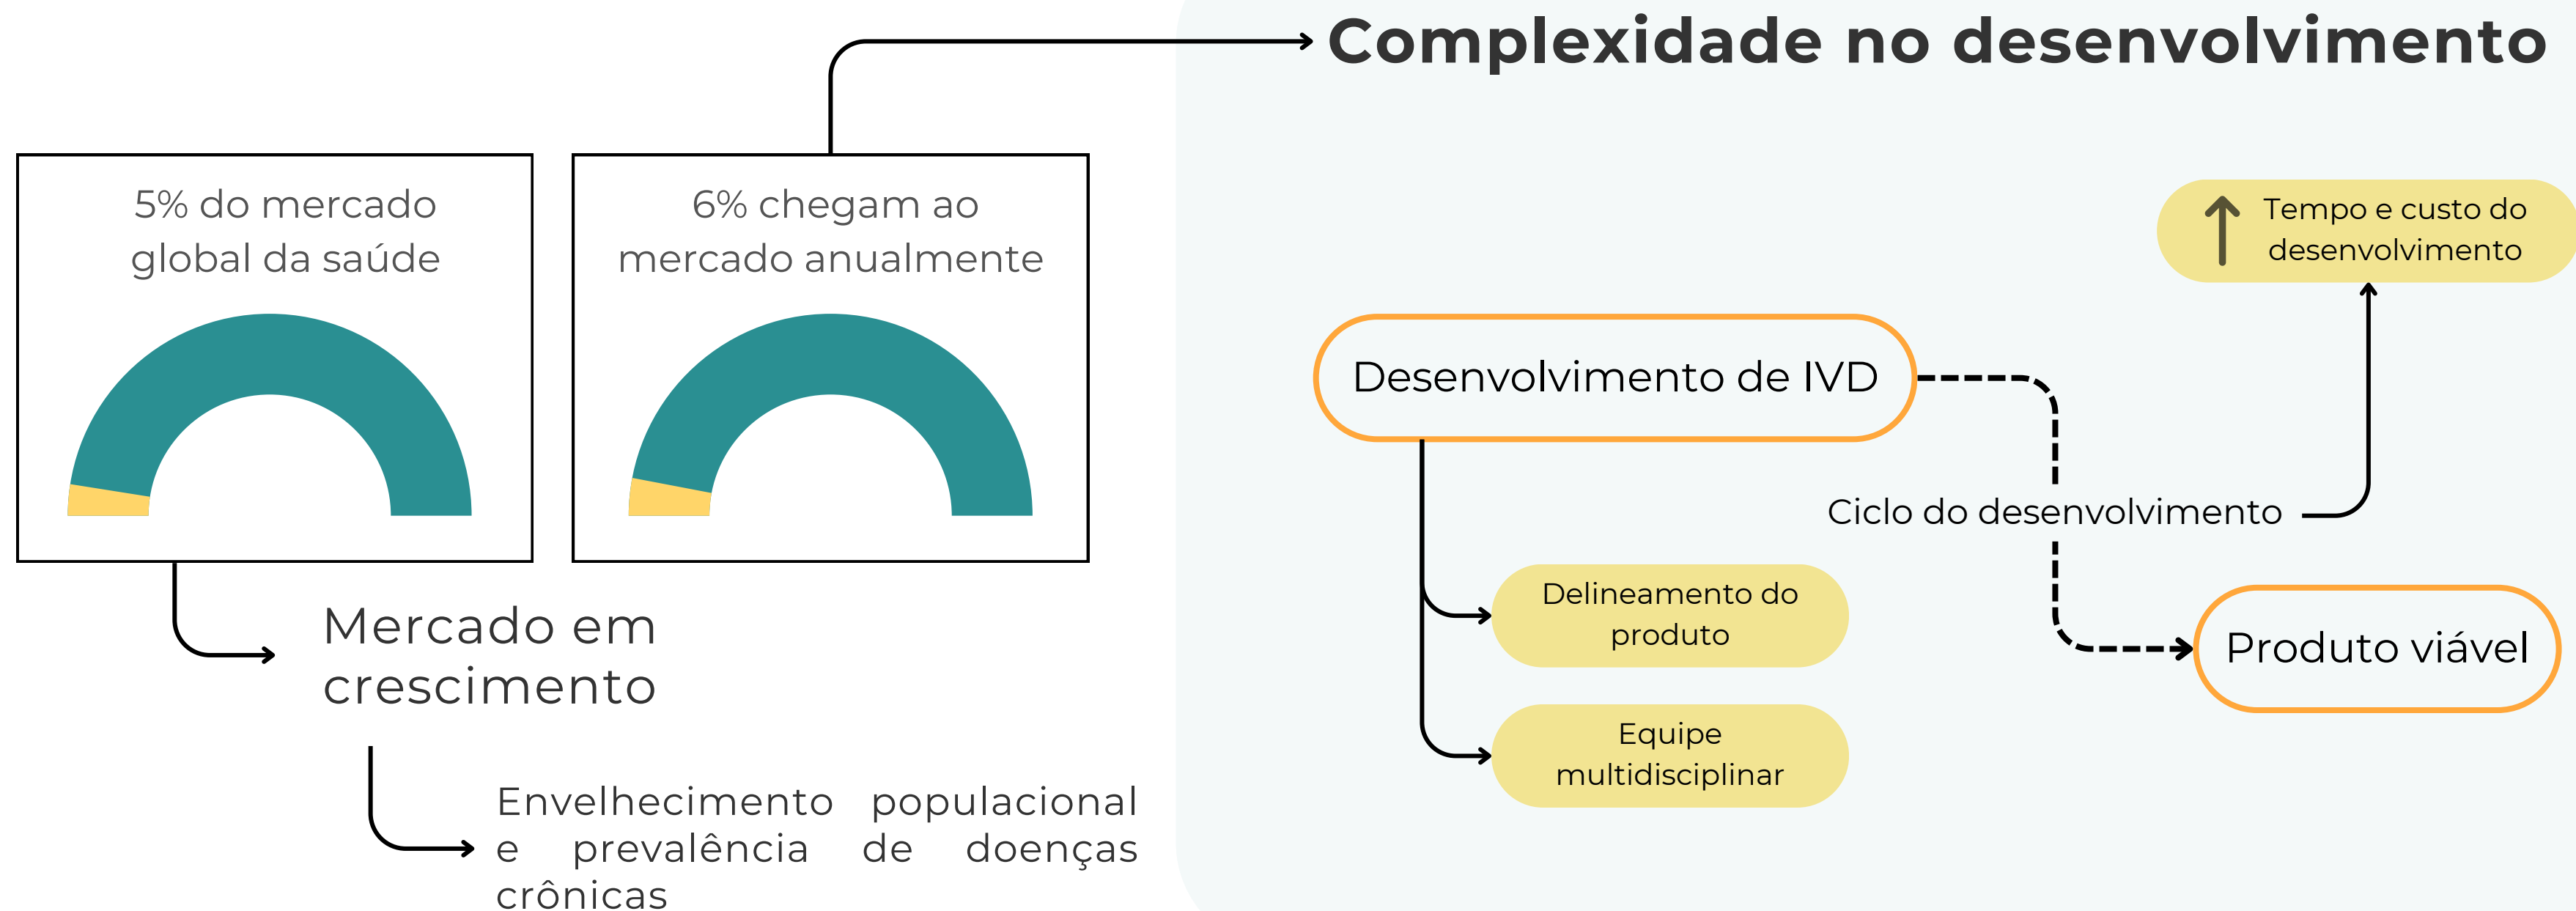 Complexidade no desenvolvimento
5% do mercado
global da saúde
6% chegam ao
mercado anualmente
Mercado em
crescimento
Envelhecimento populacional
e prevalência de doenças
crônicas
Tempo e custo do
desenvolvimento
Desenvolvimento de IVD
Ciclo do desenvolvimento
Delineamento do
produto
Equipe
multidisciplinar
Produto viável